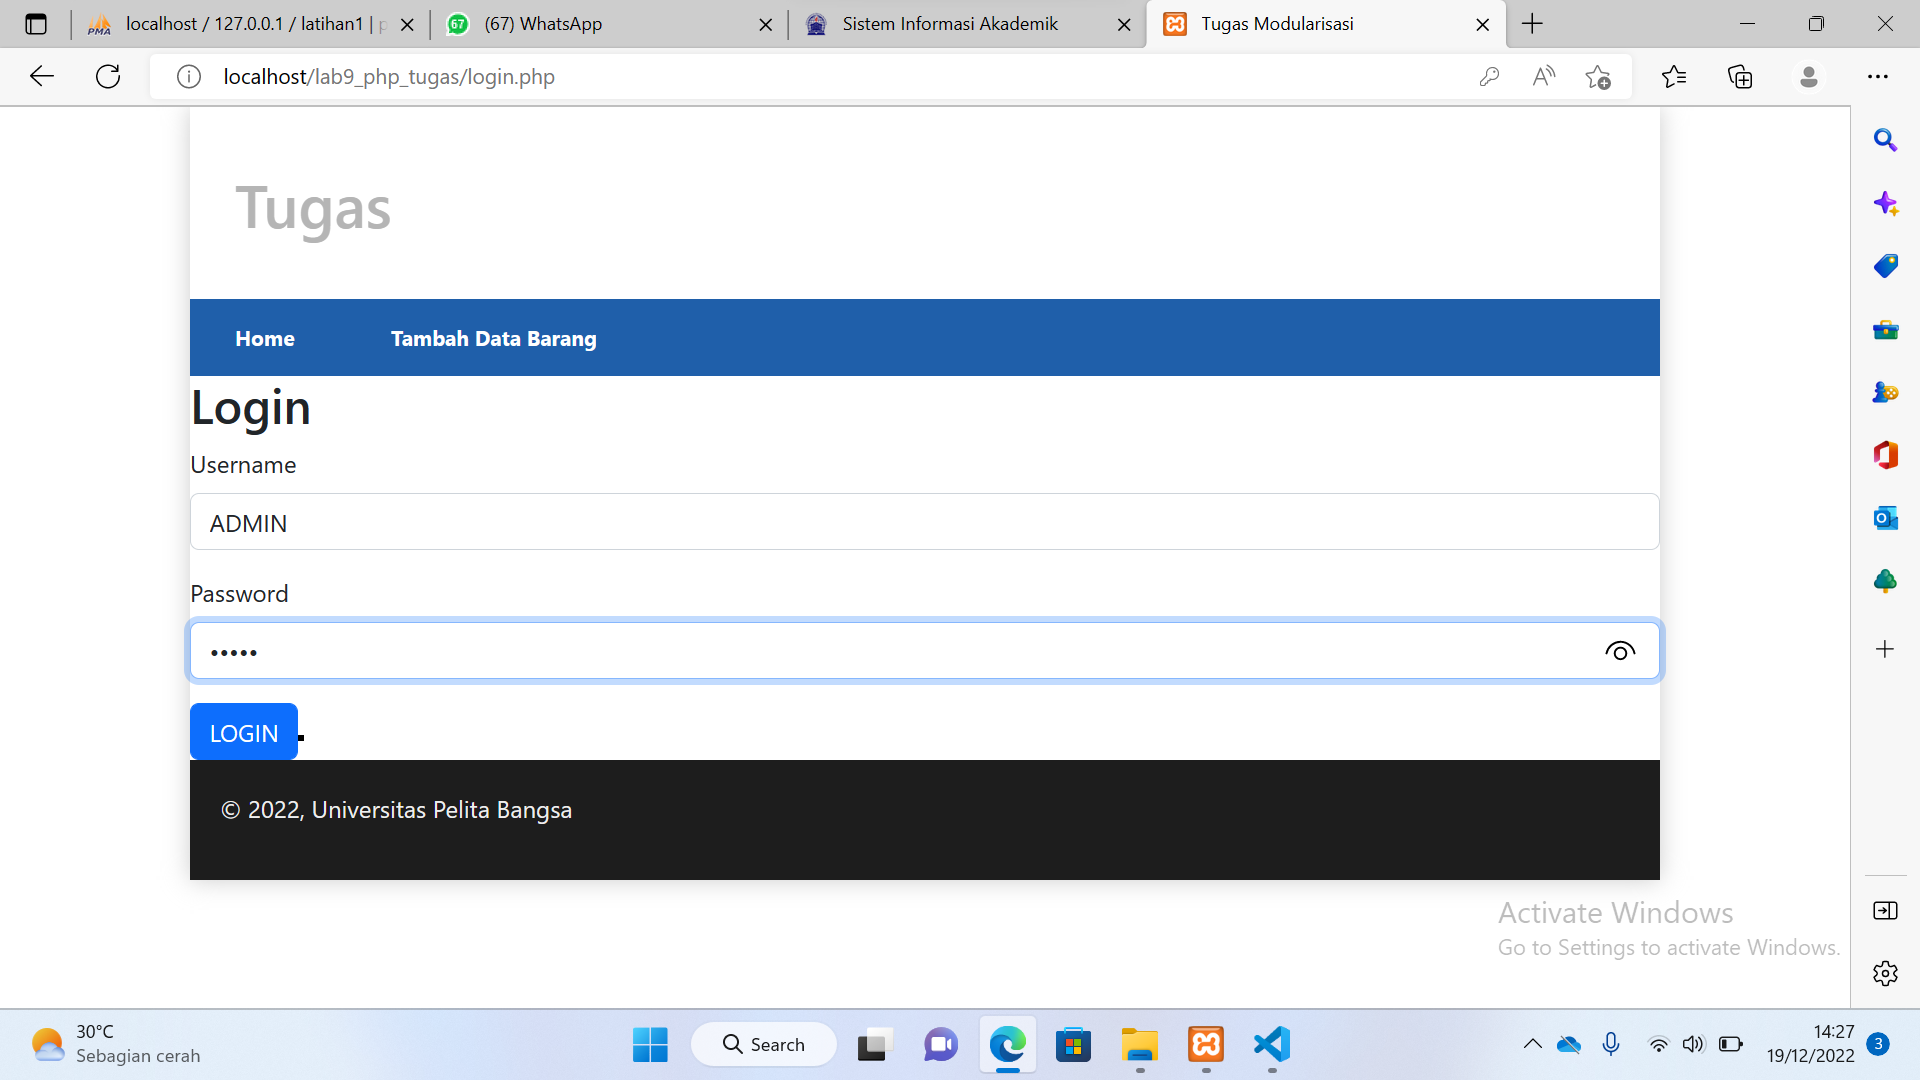 localhost / 127.0.0.1 / latihan1 | p
67
(67) WhatsApp
Sistem Informasi Akademik
Tugas Modularisasi
localhost/lab9_php_tugas/login.php
Tugas
Home
Tambah Data Barang
Login
Username
ADMIN
Password
•••••
LOGIN
© 2022, Universitas Pelita Bangsa
Activate Windows
Go to Settings to activate Windows.
30°C
Sebagian cerah
Search
14:27
19/12/2022
3